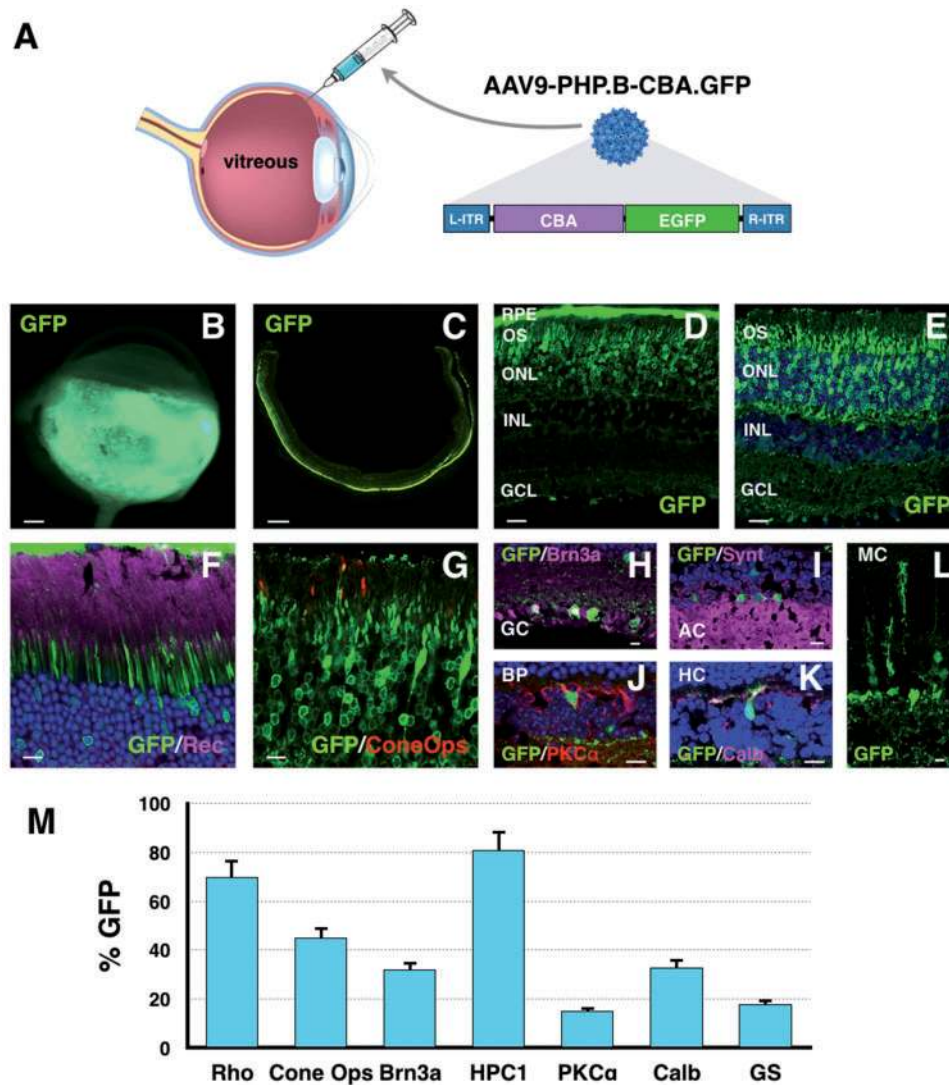 A
AAV9-PHP.B-CBA.GFP
vitreous
L-ITR CBA EGFP R-ITR
GFP B
GFP C
RPE
OS
ONL
INL
GCL
D
GFP
OS
ONL
INL
GCL
E
GFP
F
GFP/Rec
G
GFP/ConeOps
GFP/Brn3a
H
GC
GFP/Synt
I
AC
BP
J
GFP/PKCα
HC
K
GFP/Calb
MC
L
GFP
M
% GFP
100
80
60
40
20
0
Rho Cone Ops Brn3a HPC1 PKCα Calb GS